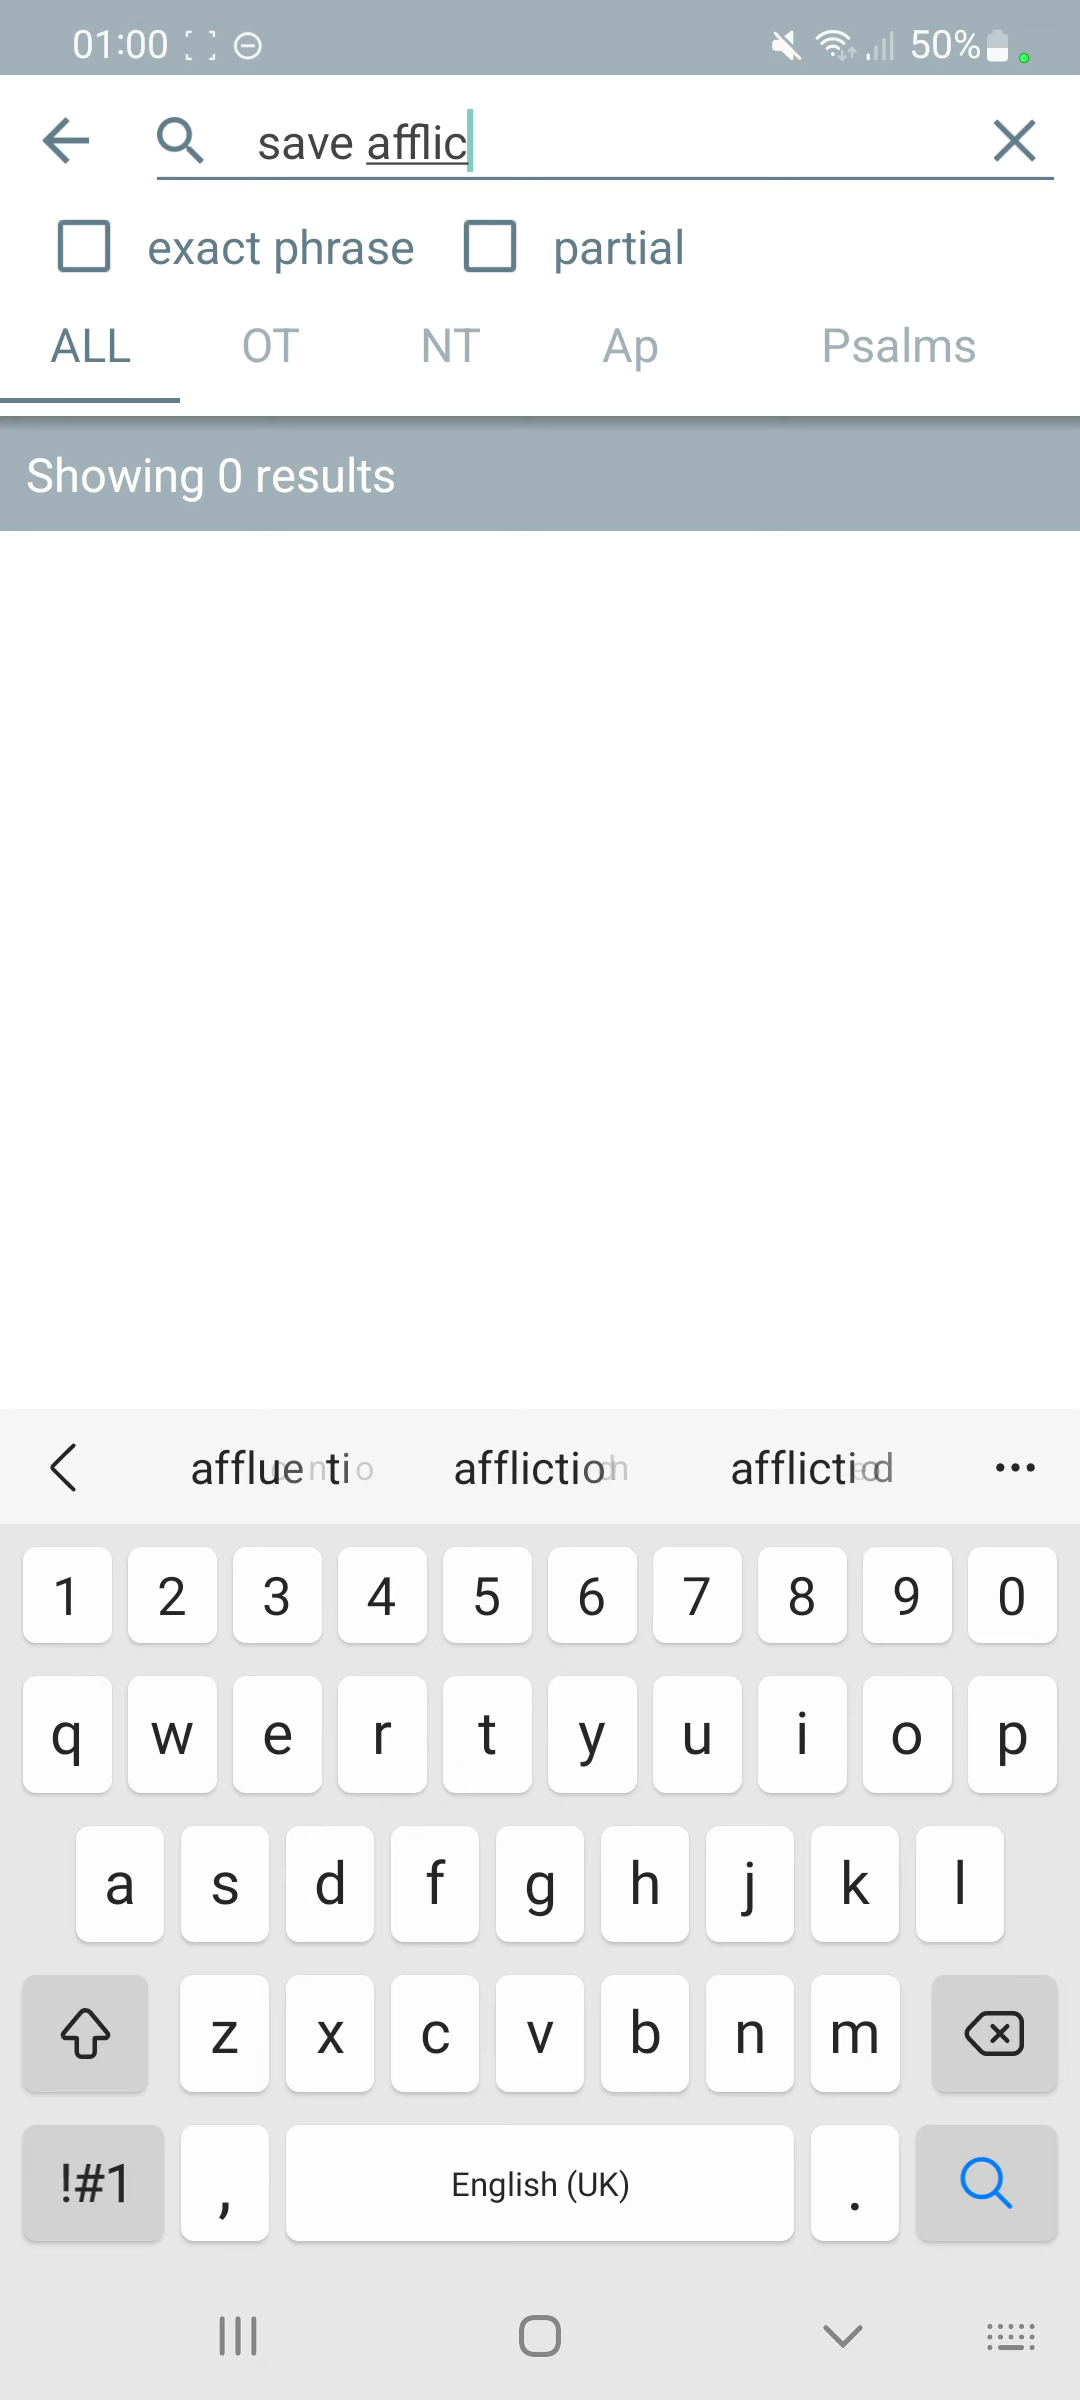 01:00 50%
save afflic
exact phrase partial
ALL OT NT Ap Psalms
Showing 0 results
1 2 3 4 5 6 7 8 9 0
q w e r t y u i o p
a s d f g h j k l
z x c v b n m
!#1 , English (UK) .